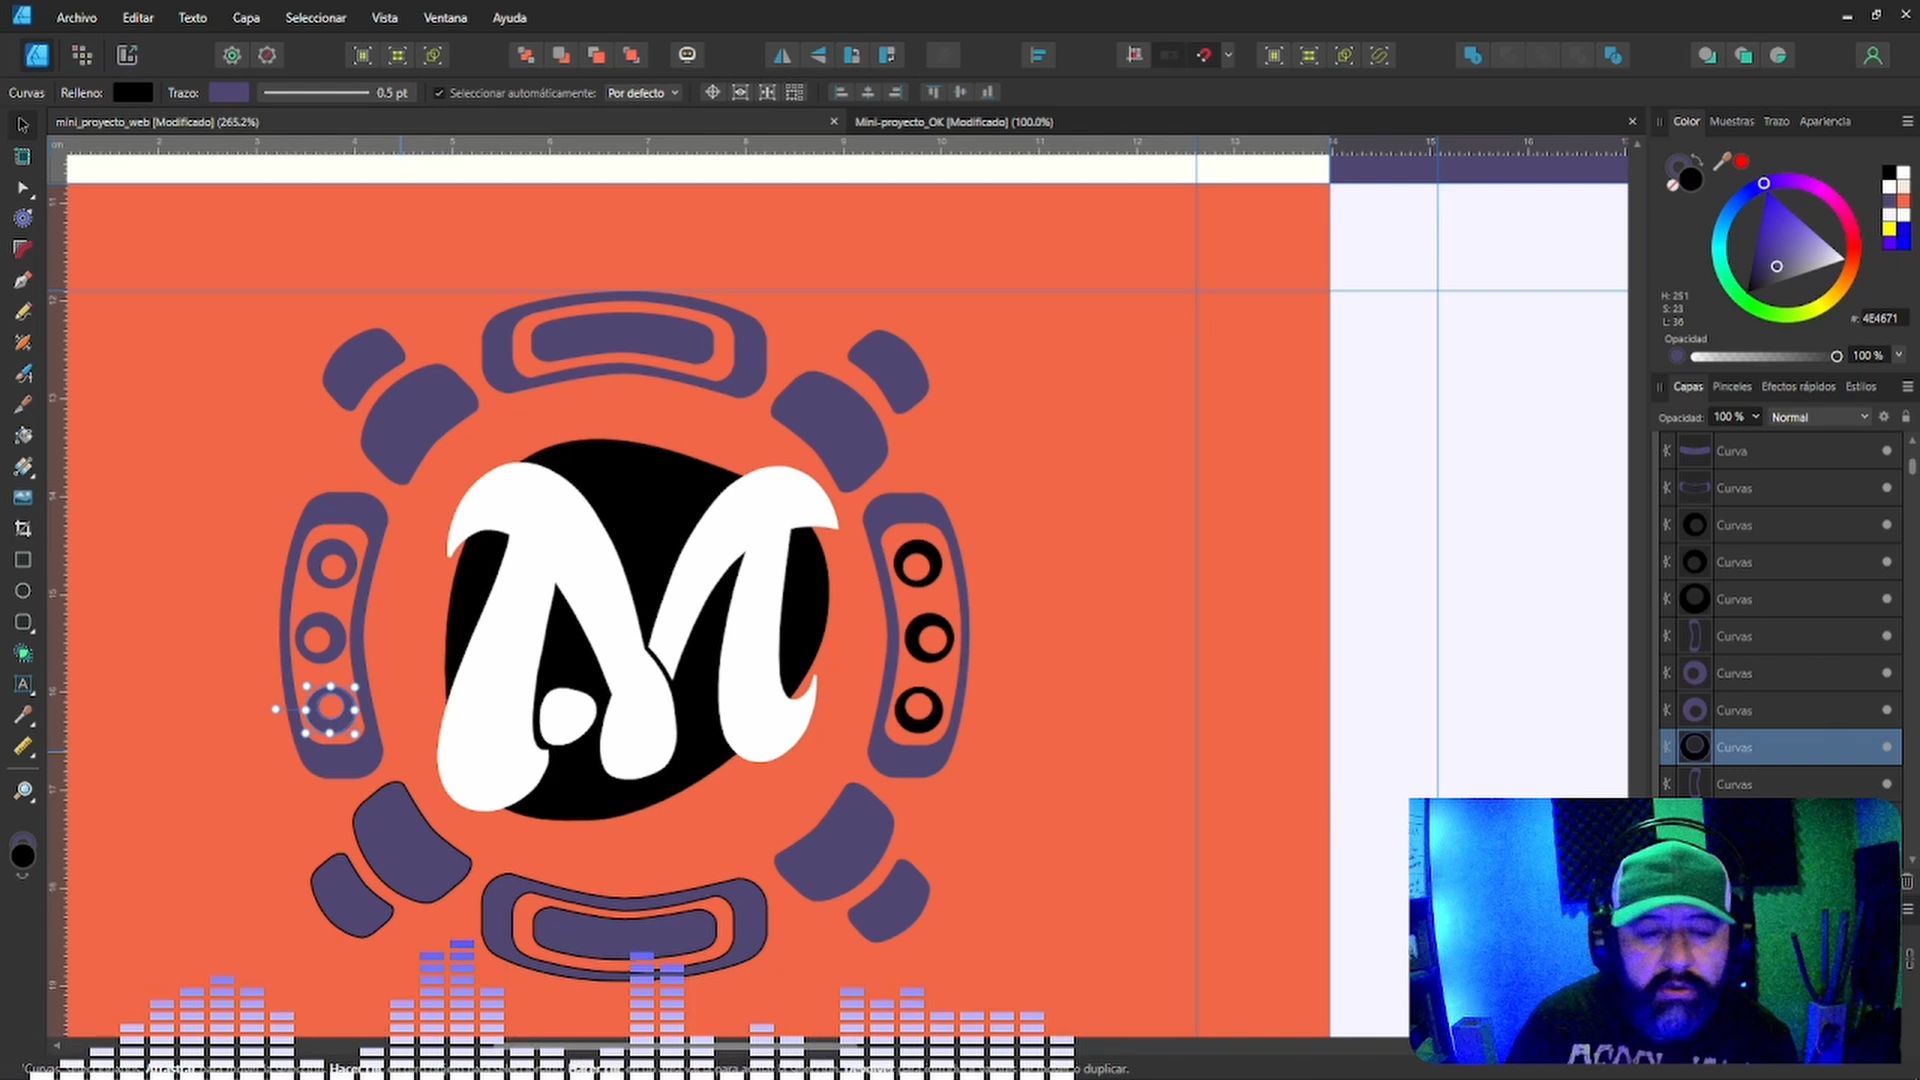 Archivo Editar Texto Capa Seleccionar Vista Ventana Ayuda
Curvas Relleno: Trazo: 0.5 pt Seleccionar automáticamente: Por defecto
mini_proyecto_web [Modificado] (265.2%) Mini-proyecto_OK [Modificado] (100.0%)
Color Muestras Trazo Apariencia
H: 251
S: 23
L: 36
#: 4E4671
Opacidad
100 %
Capas Pinceles Efectos rápidos Estilos
Opacidad: 100 % Normal
Curva
Curvas
Curvas
Curvas
Curvas
Curvas
Curvas
Curvas
Curvas
Curvas
M
duplicar.